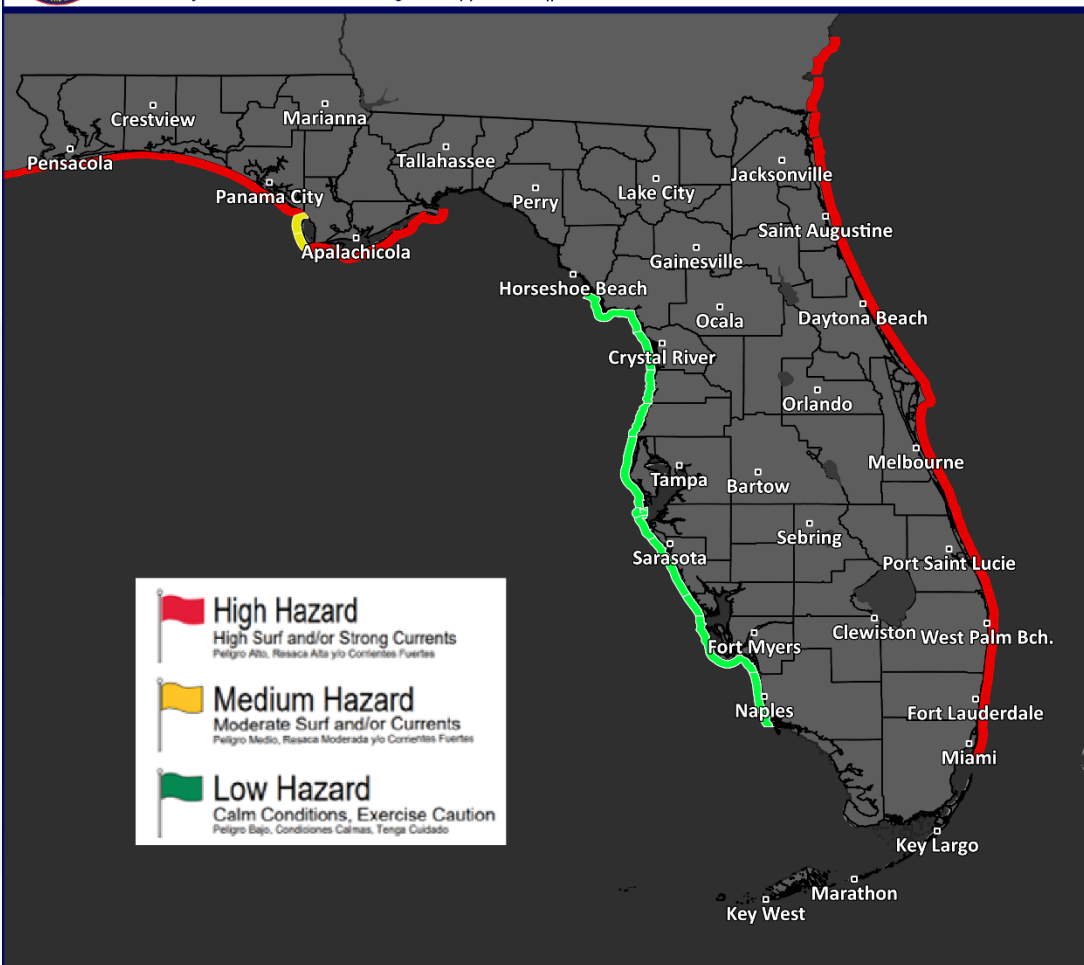 Crestview
Marianna
Pensacola
Tallahassee
Jacksonville
Panama City
Perry
Lake City
Saint Augustine
Apalachicola
Gainesville
Horseshoe Beach
Ocala
Daytona Beach
Crystal River
Orlando
Melbourne
Tampa
Bartow
Sebring
Sarasota
Port Saint Lucie
Clewiston
West Palm Bch.
Fort Myers
Naples
Fort Lauderdale
Miami
Key Largo
Marathon
Key West
High Hazard
High Surf and/or Strong Currents
Peligro Alto, Resaca Alta y/o Corrientes Fuertes
Medium Hazard
Moderate Surf and/or Currents
Peligro Medio, Resaca Moderada y/o Corrientes Fuertes
Low Hazard
Calm Conditions, Exercise Caution
Peligro Bajo, Condiciones Calmas, Tenga Cuidado